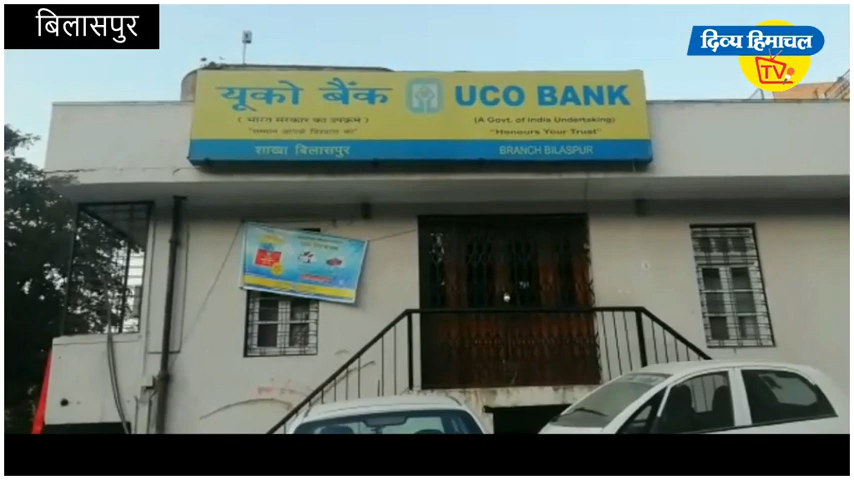 बिलासपुर
दिव्य हिमाचल
TV
यूको बैंक UCO BANK
( भारत सरकार का उपक्रम ) (A Govt. of India Undertaking)
"सम्मान आपके विश्वास का" "Honours Your Trust"
शाखा बिलासपुर BRANCH BILASPUR